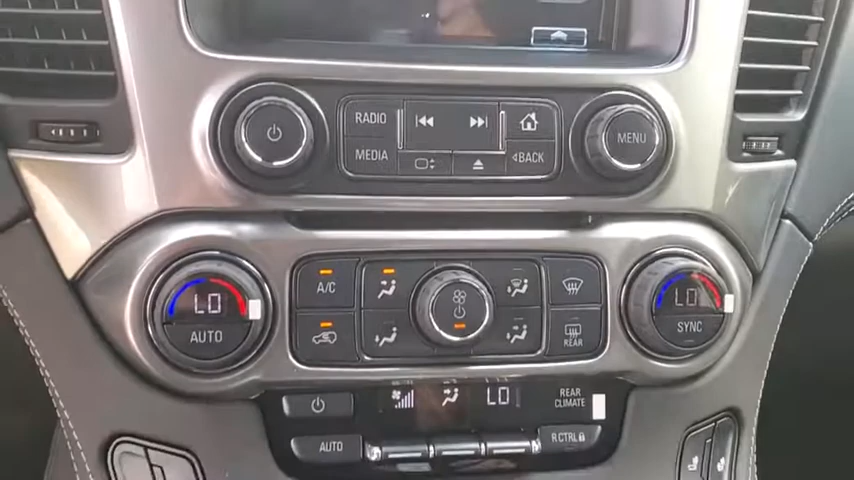 RADIO
MENU
MEDIA
BACK
A/C
LO
LO
AUTO
SYNC
REAR
LO
REAR
CLIMATE
AUTO
R CTRL